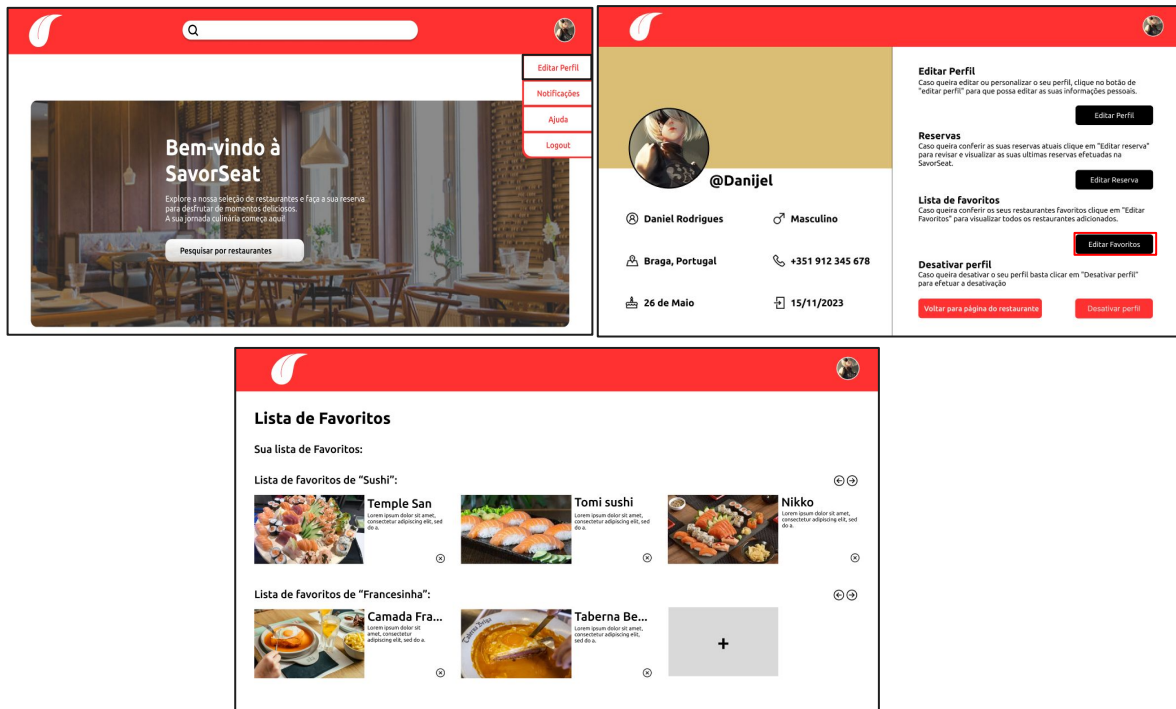 Editar Perfil
Notificações
Ajuda
Logout
Bem-vindo à
SavorSeat
Explore a nossa seleção de restaurantes e faça a sua reserva
para desfrutar de momentos deliciosos.
A sua jornada culinária começa aqui!
Pesquisar por restaurantes
@Danijel
Daniel Rodrigues
Masculino
Braga, Portugal
+351 912 345 678
26 de Maio
15/11/2023
Editar Perfil
Caso queira editar ou personalizar o seu perfil, clique no botão de
"editar perfil" para que possa editar as suas informações pessoais.
Editar Perfil
Reservas
Caso queira conferir as suas reservas atuais clique em "Editar reserva"
para revisar e visualizar as suas ultimas reservas efetuadas na
SavorSeat.
Editar Reserva
Lista de favoritos
Caso queira conferir os seus restaurantes favoritos clique em "Editar
Favoritos" para visualizar todos os restaurantes adicionados.
Editar Favoritos
Desativar perfil
Caso queira desativar o seu perfil basta clicar em "Desativar perfil"
para efetuar a desativação
Voltar para página do restaurante
Desativar perfil
Lista de Favoritos
Sua lista de Favoritos:
Lista de favoritos de “Sushi”:
Temple San
Lorem ipsum dolor sit amet,
consectetur adipiscing elit, sed
do a.
Tomi sushi
Lorem ipsum dolor sit amet,
consectetur adipiscing elit, sed
do a.
Nikko
Lorem ipsum dolor sit amet,
consectetur adipiscing elit, sed
do a.
Lista de favoritos de “Francesinha”:
Camada Fra...
Lorem ipsum dolor sit
amet, consectetur
adipiscing elit, sed do a.
Taberna Be...
Lorem ipsum dolor sit amet,
consectetur adipiscing elit,
sed do a.
+